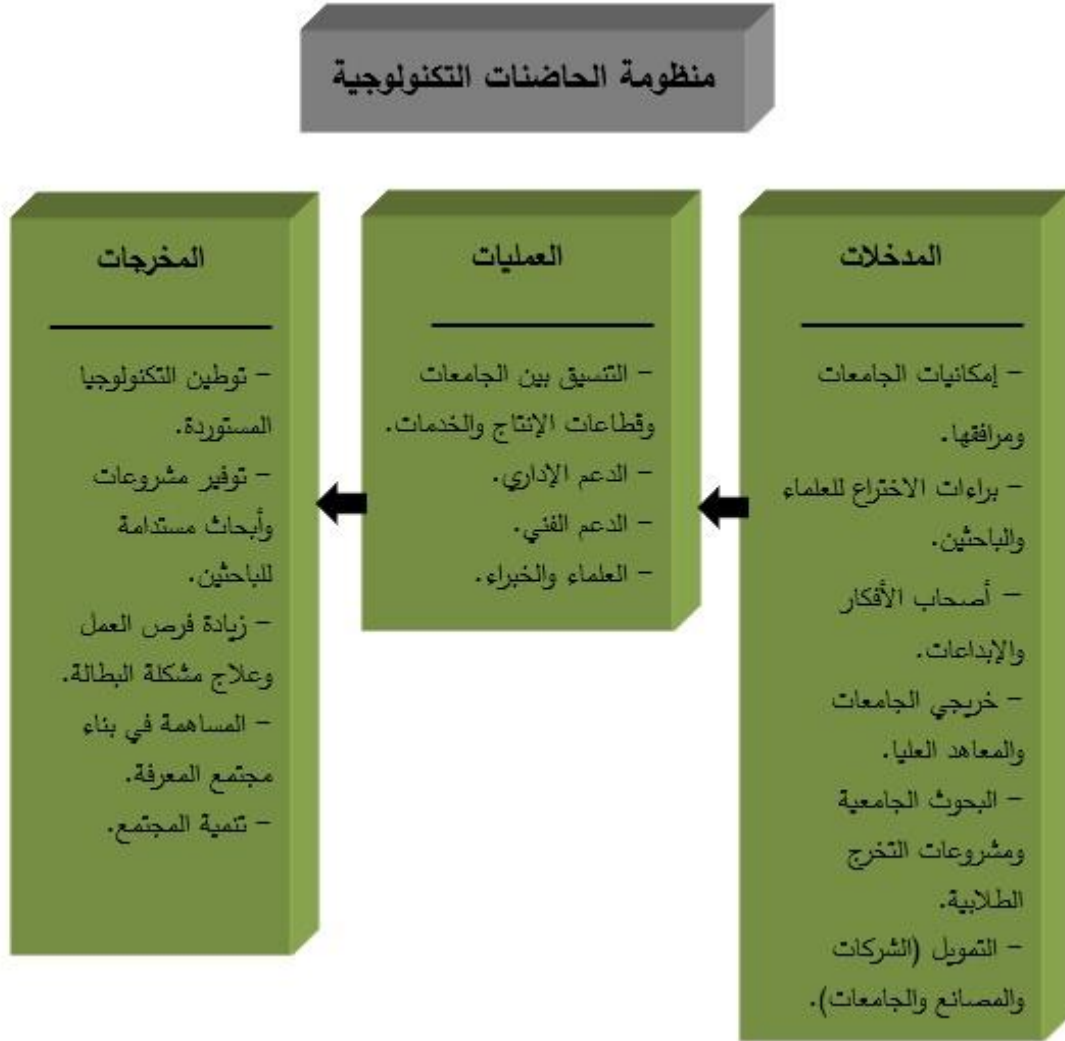 منظومة الحاضنات التكنولوجية
المدخلات
– إمكانيات الجامعات
ومرافقها.
– براءات الاختراع للعلماء
والباحثين.
– أصحاب الأفكار
والإبداعات.
– خريجي الجامعات
والمعاهد العليا.
– البحوث الجامعية
ومشروعات التخرج
الطلابية.
– التمويل (الشركات
والمصانع والجامعات).
العمليات
– التنسيق بين الجامعات
وقطاعات الإنتاج والخدمات.
– الدعم الإداري.
– الدعم الفني.
– العلماء والخبراء.
المخرجات
– توطين التكنولوجيا
المستوردة.
– توفير مشروعات
وأبحاث مستدامة
للباحثين.
– زيادة فرص العمل
وعلاج مشكلة البطالة.
– المساهمة في بناء
مجتمع المعرفة.
– تنمية المجتمع.